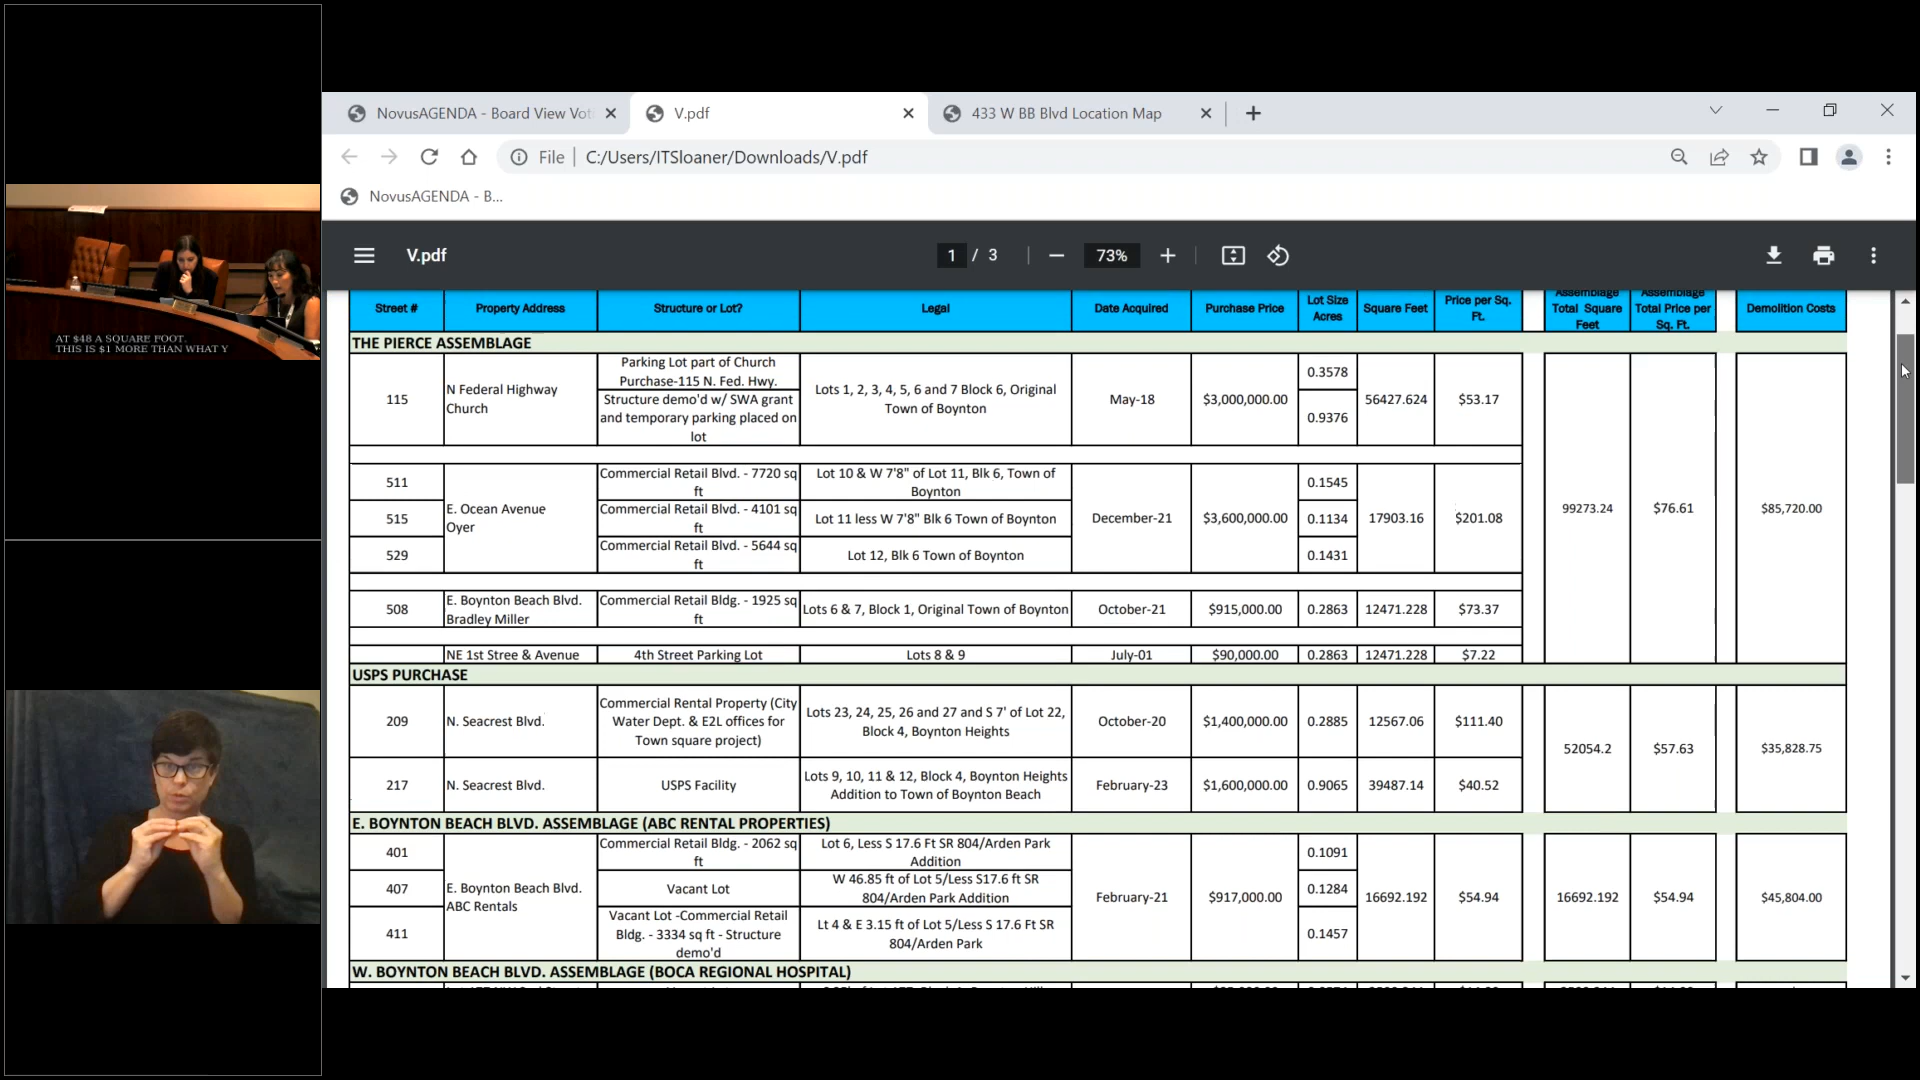 AT $48 A SQUARE FOOT.
THIS IS $1 MORE THAN WHAT Y
NovusAGENDA - Board View Vot
V.pdf
433 W BB Blvd Location Map
File
C:/Users/ITSloaner/Downloads/V.pdf
NovusAGENDA - B...
V.pdf
1 / 3
73%
Street #
Property Address
Structure or Lot?
Legal
Date Acquired
Purchase Price
Lot Size
Acres
Square Feet
Price per Sq.
Ft.
Assemblage
Total Square
Feet
Assemblage
Total Price per
Sq. Ft.
Demolition Costs
THE PIERCE ASSEMBLAGE
115
N Federal Highway
Church
Parking Lot part of Church
Purchase-115 N. Fed. Hwy.
Structure demo'd w/ SWA grant
and temporary parking placed on
lot
Lots 1, 2, 3, 4, 5, 6 and 7 Block 6, Original
Town of Boynton
May-18
$3,000,000.00
0.3578
0.9376
56427.624
$53.17
511
515
529
E. Ocean Avenue
Oyer
Commercial Retail Blvd. - 7720 sq
ft
Commercial Retail Blvd. - 4101 sq
ft
Commercial Retail Blvd. - 5644 sq
ft
Lot 10 & W 7'8" of Lot 11, Blk 6, Town of
Boynton
Lot 11 less W 7'8" Blk 6 Town of Boynton
Lot 12, Blk 6 Town of Boynton
December-21
$3,600,000.00
0.1545
0.1134
0.1431
17903.16
$201.08
99273.24
$76.61
$85,720.00
508
E. Boynton Beach Blvd.
Bradley Miller
Commercial Retail Bldg. - 1925 sq
ft
Lots 6 & 7, Block 1, Original Town of Boynton
October-21
$915,000.00
0.2863
12471.228
$73.37
NE 1st Stree & Avenue
4th Street Parking Lot
Lots 8 & 9
July-01
$90,000.00
0.2863
12471.228
$7.22
USPS PURCHASE
209
N. Seacrest Blvd.
Commercial Rental Property (City
Water Dept. & E2L offices for
Town square project)
Lots 23, 24, 25, 26 and 27 and S 7' of Lot 22,
Block 4, Boynton Heights
October-20
$1,400,000.00
0.2885
12567.06
$111.40
52054.2
$57.63
$35,828.75
217
N. Seacrest Blvd.
USPS Facility
Lots 9, 10, 11 & 12, Block 4, Boynton Heights
Addition to Town of Boynton Beach
February-23
$1,600,000.00
0.9065
39487.14
$40.52
E. BOYNTON BEACH BLVD. ASSEMBLAGE (ABC RENTAL PROPERTIES)
401
407
411
E. Boynton Beach Blvd.
ABC Rentals
Commercial Retail Bldg. - 2062 sq
ft
Vacant Lot
Vacant Lot -Commercial Retail
Bldg. - 3334 sq ft - Structure
demo'd
Lot 6, Less S 17.6 Ft SR 804/Arden Park
Addition
W 46.85 ft of Lot 5/Less S17.6 ft SR
804/Arden Park Addition
Lt 4 & E 3.15 ft of Lot 5/Less S 17.6 Ft SR
804/Arden Park
February-21
$917,000.00
0.1091
0.1284
0.1457
16692.192
$54.94
16692.192
$54.94
$45,804.00
W. BOYNTON BEACH BLVD. ASSEMBLAGE (BOCA REGIONAL HOSPITAL)